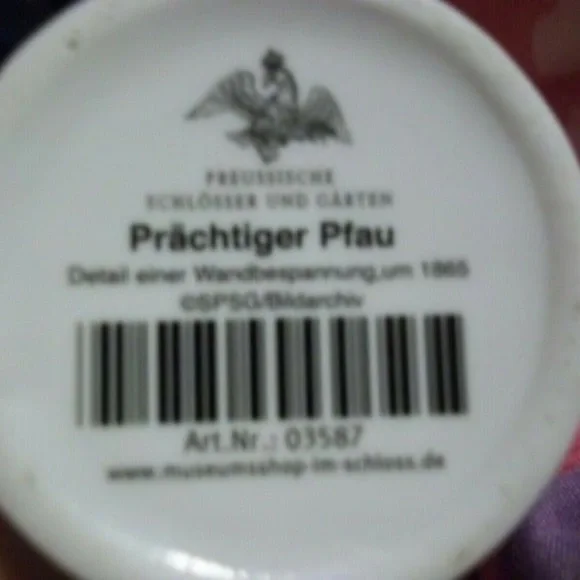 PREUSSISCHE
SCHLÖSSER UND GÄRTEN
Prächtiger Pfau
Detail einer Wandbespannung,um 1865
©SPSG/Bildarchiv
Art.Nr.: 03587
www.museumsshop-im-schloss.de